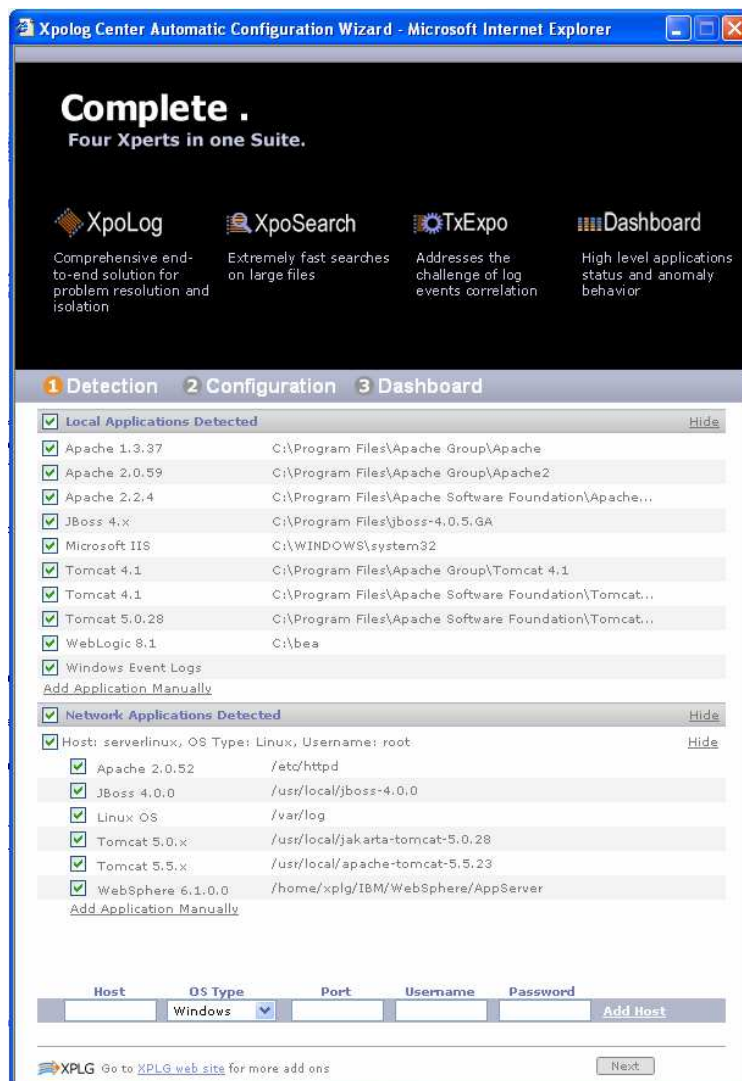 Xpolog Center Automatic Configuration Wizard - Microsoft Internet Explorer
Complete .
Four Xperts in one Suite.
XpoLog
Comprehensive end-
to-end solution for
problem resolution and
isolation
XpoSearch
Extremely fast searches
on large files
TxExpo
Addresses the
challenge of log
events correlation
Dashboard
High level applications
status and anomaly
behavior
1 Detection 2 Configuration 3 Dashboard
Local Applications Detected Hide
Apache 1.3.37 C:\Program Files\Apache Group\Apache
Apache 2.0.59 C:\Program Files\Apache Group\Apache2
Apache 2.2.4 C:\Program Files\Apache Software Foundation\Apache...
JBoss 4.x C:\Program Files\jboss-4.0.5.GA
Microsoft IIS C:\WINDOWS\system32
Tomcat 4.1 C:\Program Files\Apache Group\Tomcat 4.1
Tomcat 4.1 C:\Program Files\Apache Software Foundation\Tomcat...
Tomcat 5.0.28 C:\Program Files\Apache Software Foundation\Tomcat...
WebLogic 8.1 C:\bea
Windows Event Logs
Add Application Manually
Network Applications Detected Hide
Host: serverlinux, OS Type: Linux, Username: root Hide
Apache 2.0.52 /etc/httpd
JBoss 4.0.0 /usr/local/jboss-4.0.0
Linux OS /var/log
Tomcat 5.0.x /usr/local/jakarta-tomcat-5.0.28
Tomcat 5.5.x /usr/local/apache-tomcat-5.5.23
WebSphere 6.1.0.0 /home/xplg/IBM/WebSphere/AppServer
Add Application Manually
Host OS Type Port Username Password
Windows Add Host
XPLG Go to XPLG web site for more add ons Next